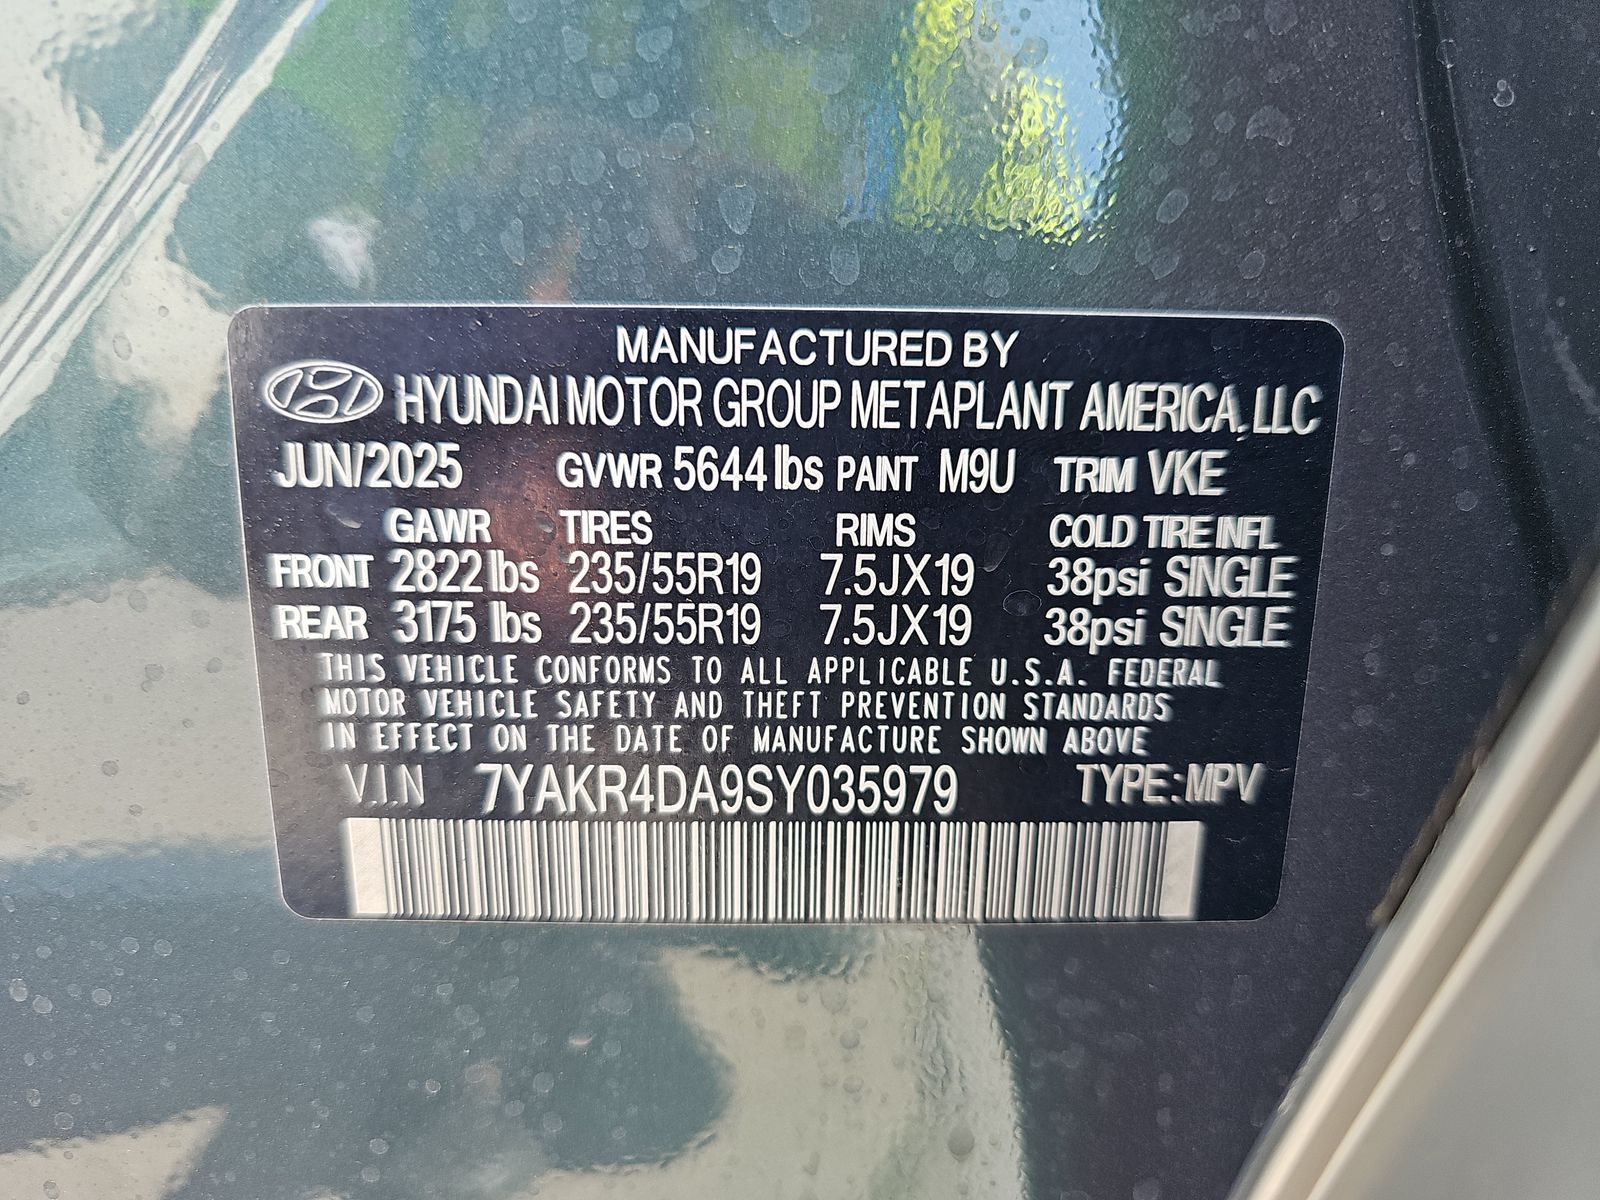 MANUFACTURED BY
HYUNDAI MOTOR GROUP METAPLANT AMERICA, LLC
JUN/2025 GVWR 5644 lbs PAINT M9U TRIM VKE
GAWR TIRES RIMS COLD TIRE INFL
FRONT 2822 lbs 235/55R19 7.5JX19 38psi SINGLE
REAR 3175 lbs 235/55R19 7.5JX19 38psi SINGLE
THIS VEHICLE CONFORMS TO ALL APPLICABLE U.S.A. FEDERAL
MOTOR VEHICLE SAFETY AND THEFT PREVENTION STANDARDS
IN EFFECT ON THE DATE OF MANUFACTURE SHOWN ABOVE
V.I.N 7YAKR4DA9SY035979 TYPE: MPV